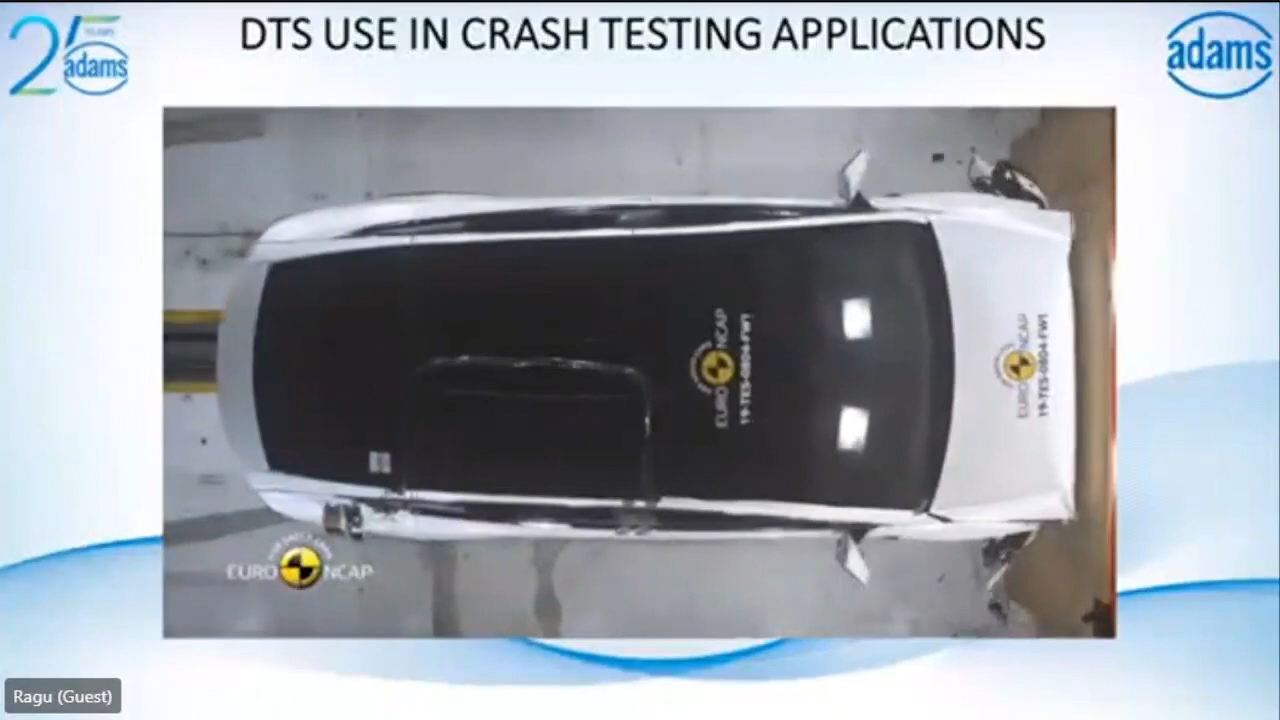 25
YEARS
adams
DTS USE IN CRASH TESTING APPLICATIONS
adams
EURO NCAP
19-TES-0804-FW1
EURO NCAP
19-TES-0804-FW1
EURO NCAP
Ragu (Guest)